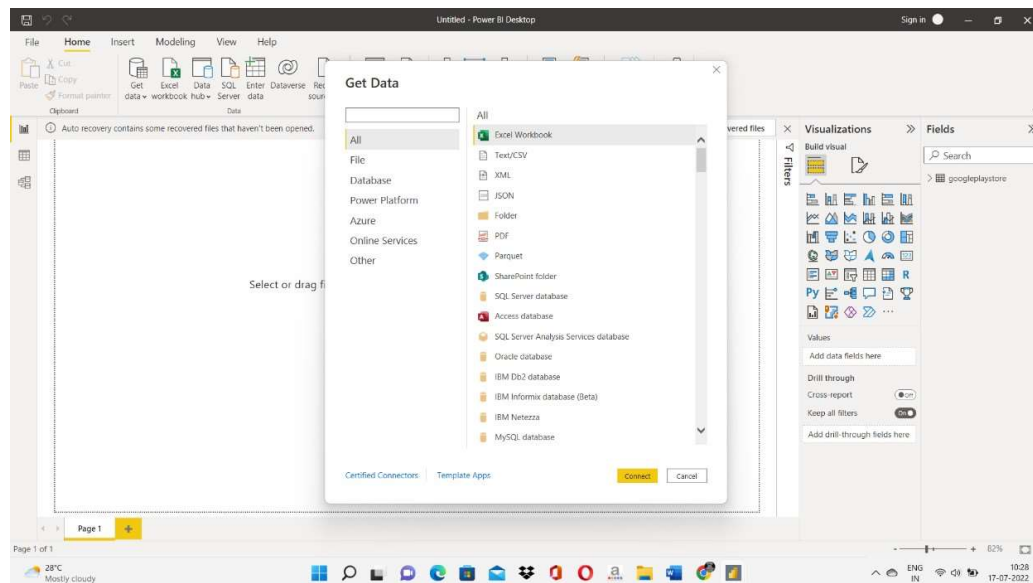 Untitled - Power BI Desktop
Sign in
File Home Insert Modeling View Help
Paste
Cut
Copy
Format painter
Clipboard
Get data
Excel workbook
Data hub
SQL Server
Enter data
Dataverse
Rec
sour
Data
Auto recovery contains some recovered files that haven't been opened.
vered files
Select or drag fi
Get Data
All
File
Database
Power Platform
Azure
Online Services
Other
All
Excel Workbook
Text/CSV
XML
JSON
Folder
PDF
Parquet
SharePoint folder
SQL Server database
Access database
SQL Server Analysis Services database
Oracle database
IBM Db2 database
IBM Informix database (Beta)
IBM Netezza
MySQL database
Certified Connectors
Template Apps
Connect
Cancel
Filters
Visualizations
Build visual
R
Py
Values
Add data fields here
Drill through
Cross-report
Off
Keep all filters
On
Add drill-through fields here
Fields
Search
googleplaystore
Page 1
Page 1 of 1
82%
28°C
Mostly cloudy
ENG
IN
10:28
17-07-2022